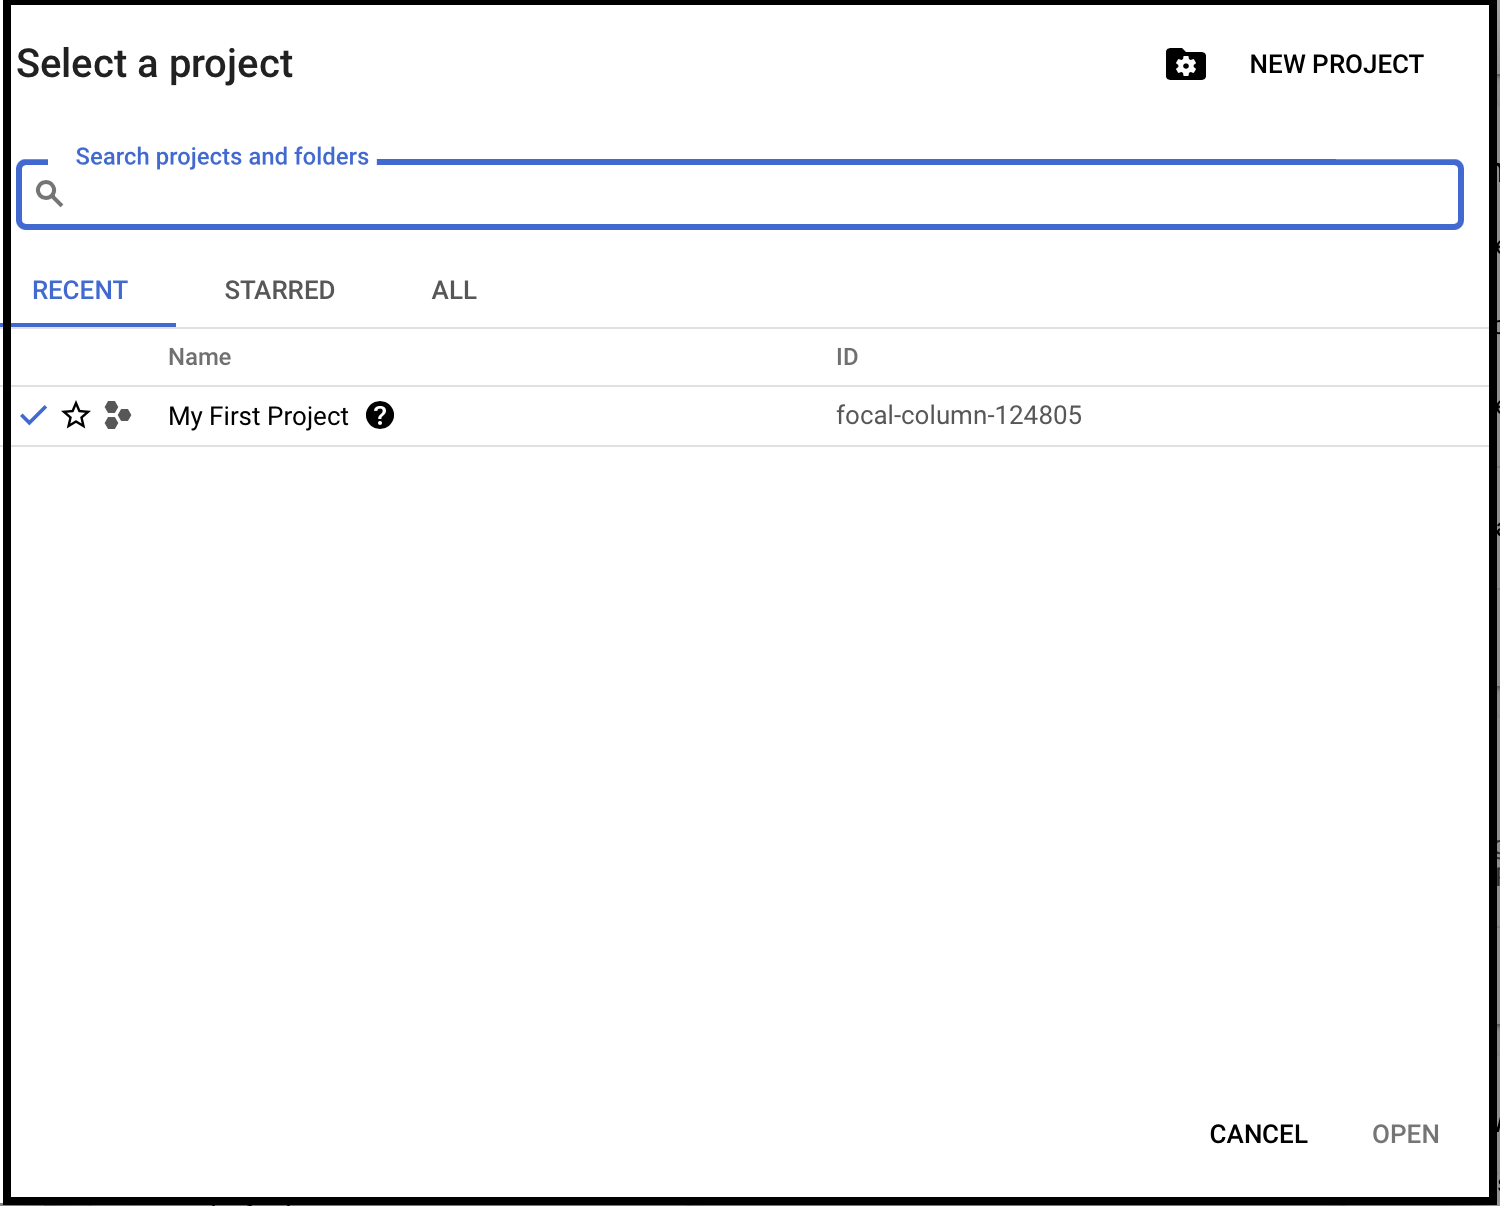 Select a project
NEW PROJECT
Search projects and folders
RECENT STARRED ALL
Name ID
My First Project focal-column-124805
CANCEL OPEN